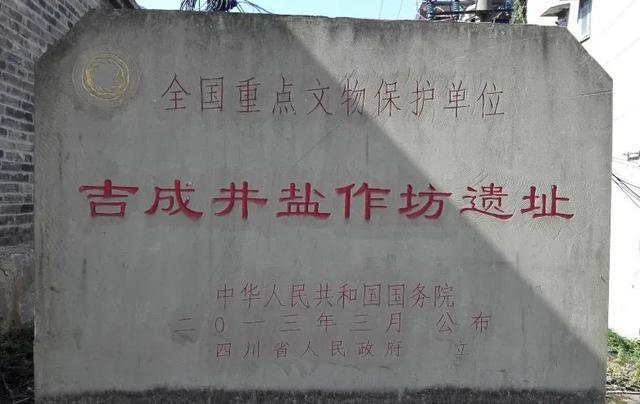 全国重点文物保护单位
吉成井盐作坊遗址
中华人民共和国国务院
二0一三年三月 公布
四川省人民政府 立